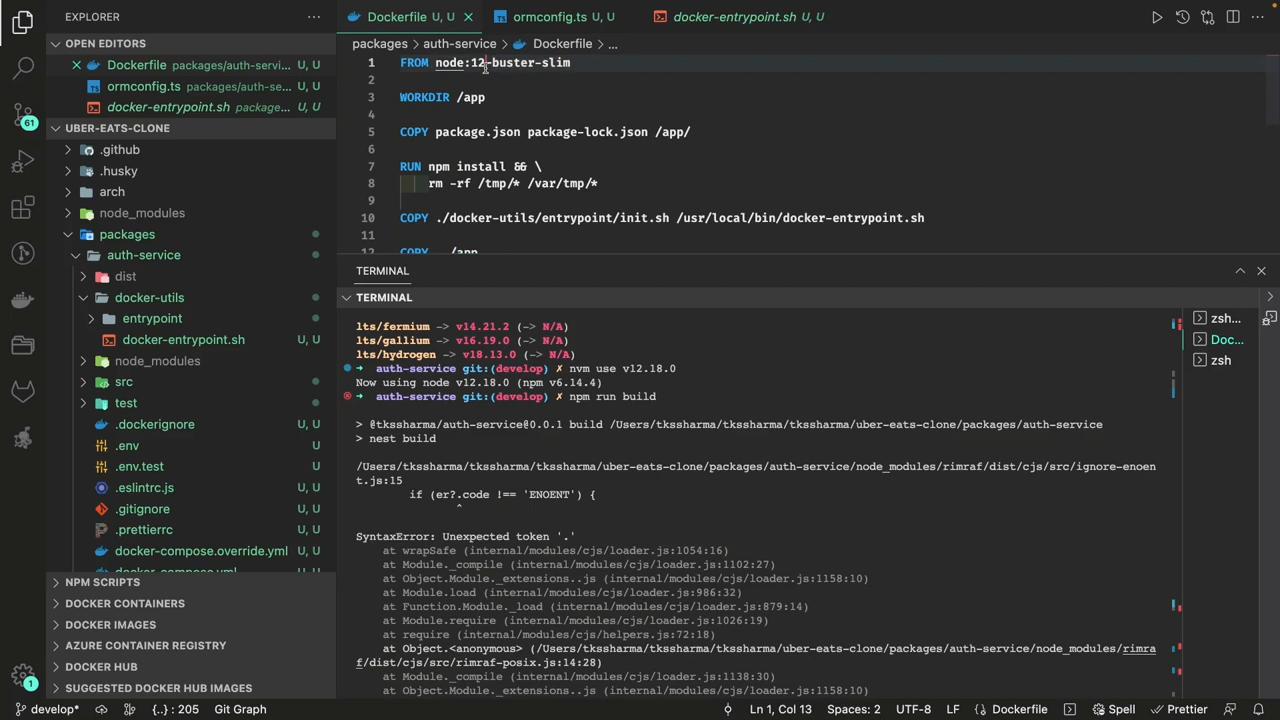 EXPLORER
OPEN EDITORS
Dockerfile packages/auth-servi... U, U
ormconfig.ts packages/auth-se... U, U
docker-entrypoint.sh package... U, U
UBER-EATS-CLONE
.github
.husky
arch
node_modules
packages
auth-service
dist
docker-utils
entrypoint
docker-entrypoint.sh U, U
node_modules
src
test
.dockerignore U, U
.env U, U
.env.test U, U
.eslintrc.js U, U
.gitignore U, U
.prettierrc U, U
docker-compose.override.yml U, U
NPM SCRIPTS
DOCKER CONTAINERS
DOCKER IMAGES
AZURE CONTAINER REGISTRY
DOCKER HUB
SUGGESTED DOCKER HUB IMAGES
61
1
Dockerfile U, U
ormconfig.ts U, U
docker-entrypoint.sh U, U
packages > auth-service > Dockerfile > ...
1 FROM node:12-buster-slim
2
3 WORKDIR /app
4
5 COPY package.json package-lock.json /app/
6
7 RUN npm install && \
8 rm -rf /tmp/* /var/tmp/*
9
10 COPY ./docker-utils/entrypoint/init.sh /usr/local/bin/docker-entrypoint.sh
11
12 COPY . /app
TERMINAL
TERMINAL
lts/fermium -> v14.21.2 (-> N/A)
lts/gallium -> v16.19.0 (-> N/A)
lts/hydrogen -> v18.13.0 (-> N/A)
➜ auth-service git:(develop) ✗ nvm use v12.18.0
Now using node v12.18.0 (npm v6.14.4)
➜ auth-service git:(develop) ✗ npm run build
> @tkssharma/auth-service@0.0.1 build /Users/tkssharma/tkssharma/tkssharma/uber-eats-clone/packages/auth-service
> nest build
/Users/tkssharma/tkssharma/tkssharma/uber-eats-clone/packages/auth-service/node_modules/rimraf/dist/cjs/src/ignore-enoen
t.js:15
if (er?.code !== 'ENOENT') {
^
SyntaxError: Unexpected token '.'
at wrapSafe (internal/modules/cjs/loader.js:1054:16)
at Module._compile (internal/modules/cjs/loader.js:1102:27)
at Object.Module._extensions..js (internal/modules/cjs/loader.js:1158:10)
at Module.load (internal/modules/cjs/loader.js:986:32)
at Function.Module._load (internal/modules/cjs/loader.js:879:14)
at Module.require (internal/modules/cjs/loader.js:1026:19)
at require (internal/modules/cjs/helpers.js:72:18)
at Object.<anonymous> (/Users/tkssharma/tkssharma/tkssharma/uber-eats-clone/packages/auth-service/node_modules/rimra
f/dist/cjs/src/rimraf-posix.js:14:28)
at Module._compile (internal/modules/cjs/loader.js:1138:30)
at Object.Module._extensions..js (internal/modules/cjs/loader.js:1158:10)
zsh...
Doc...
zsh
develop*
{..} : 205
Git Graph
Ln 1, Col 13
Spaces: 2
UTF-8
LF
Dockerfile
Spell
Prettier